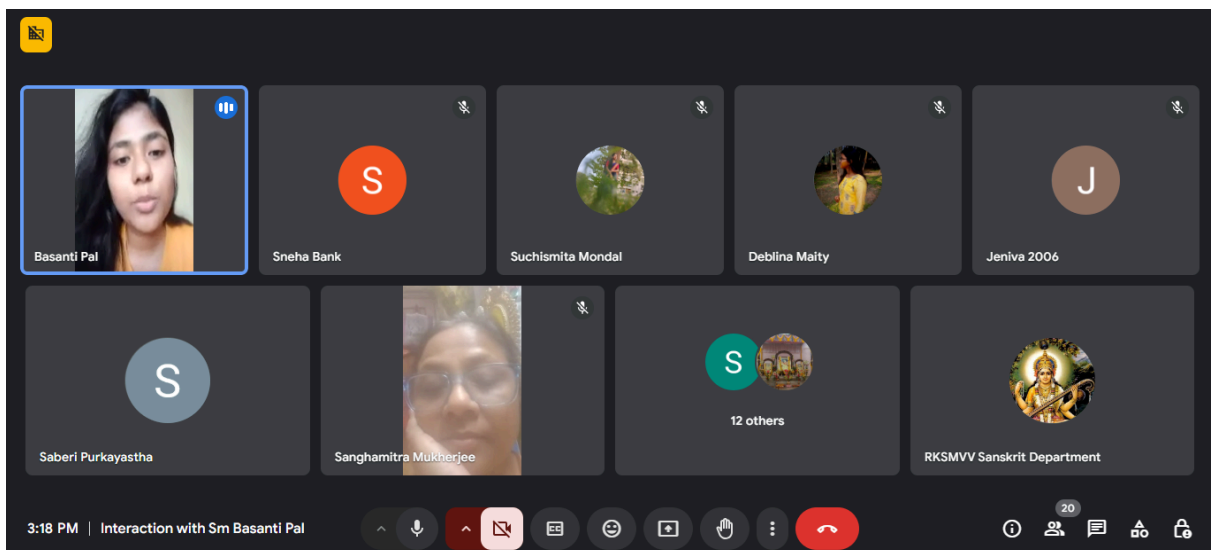 Basanti Pal
S
Sneha Bank
Suchismita Mondal
Deblina Maity
J
Jeniva 2006
S
Saberi Purkayastha
Sanghamitra Mukherjee
S
12 others
RKSMVV Sanskrit Department
3:18 PM | Interaction with Sm Basanti Pal
CC
20